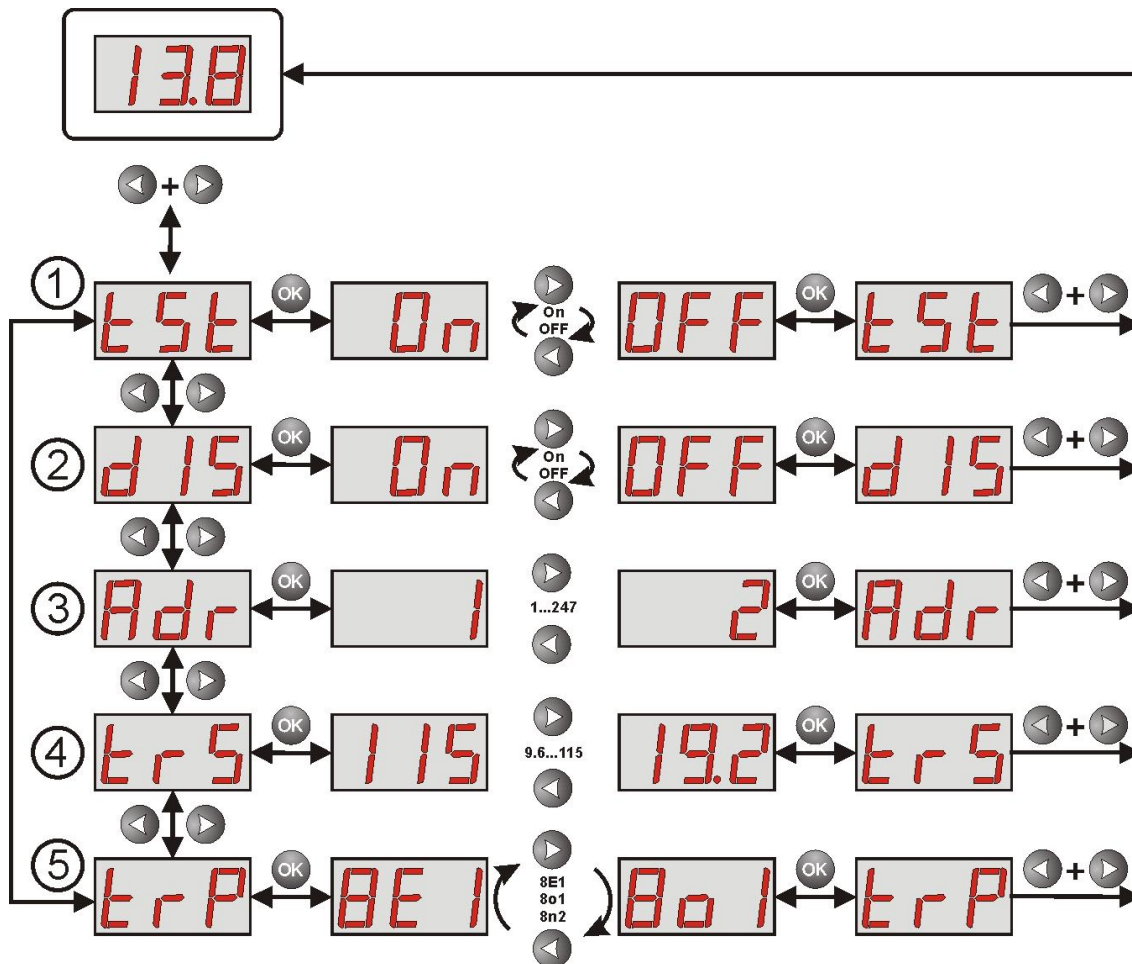 13.8
+
1 tSt OK On On OFF OFF OK tSt +
2 dIS OK On On OFF OFF OK dIS +
3 Adr OK 1 1...247 2 OK Adr +
4 trS OK 115 9.6...115 19.2 OK trS +
5 trP OK 8E1 8E1 8o1 8n2 8o1 OK trP +